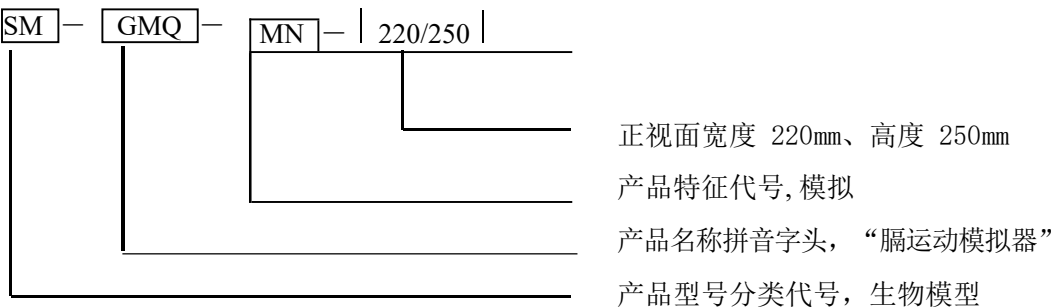 SM － GMQ － MN － 220/250
正视面宽度 220mm、高度 250mm
产品特征代号,模拟
产品名称拼音字头，“膈运动模拟器”
产品型号分类代号，生物模型